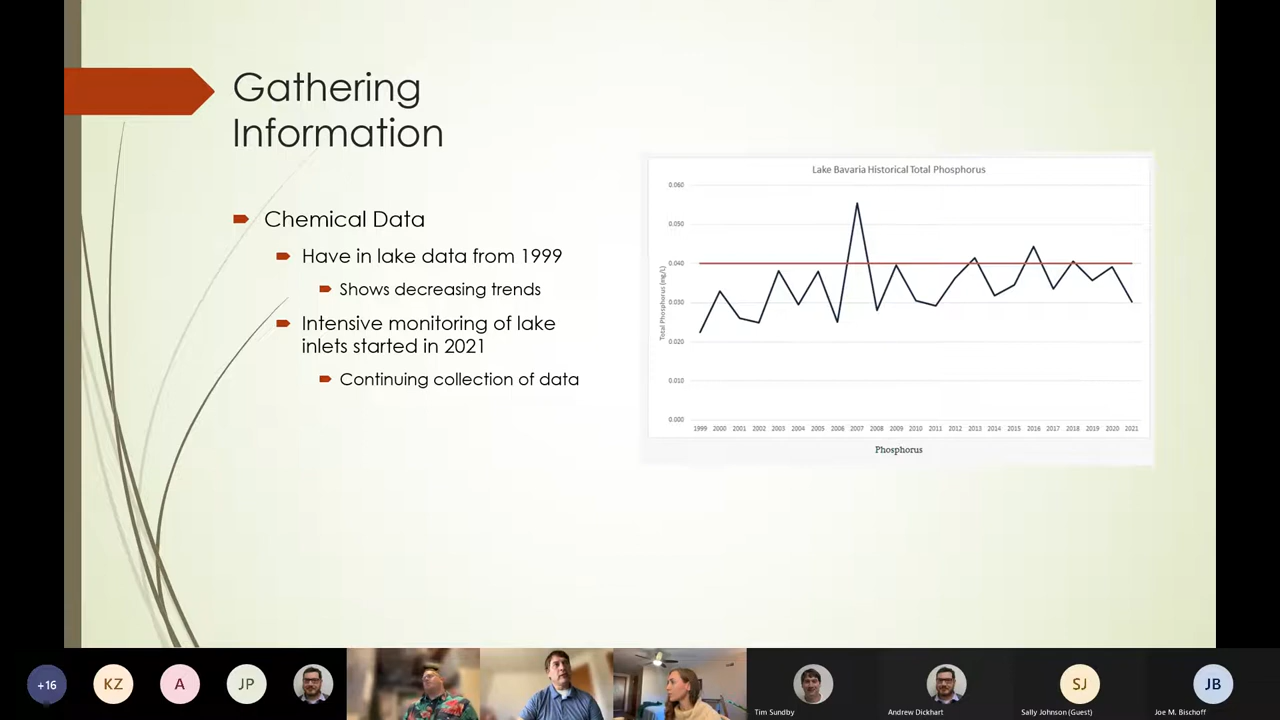 Gathering
Information
Chemical Data
Have in lake data from 1999
Shows decreasing trends
Intensive monitoring of lake
inlets started in 2021
Continuing collection of data
Lake Bavaria Historical Total Phosphorus
Total Phosphorus (mg/L)
0.060
0.050
0.040
0.030
0.020
0.010
0.000
1999 2000 2001 2002 2003 2004 2005 2006 2007 2008 2009 2010 2011 2012 2013 2014 2015 2016 2017 2018 2019 2020 2021
Phosphorus
+16
KZ
A
JP
Tim Sundby
Andrew Dickhart
SJ
Sally Johnson (Guest)
JB
Joe M. Bischoff